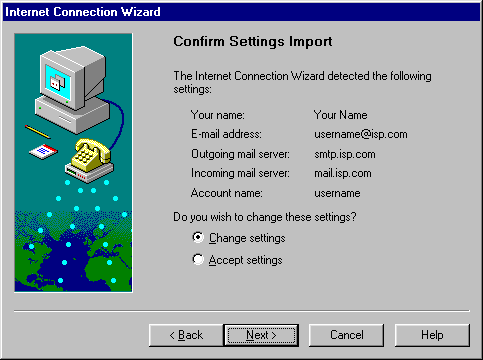 Internet Connection Wizard
Confirm Settings Import
The Internet Connection Wizard detected the following
settings:
Your name: Your Name
E-mail address: username@isp.com
Outgoing mail server: smtp.isp.com
Incoming mail server: mail.isp.com
Account name: username
Do you wish to change these settings?
Change settings
Accept settings
< Back Next > Cancel Help